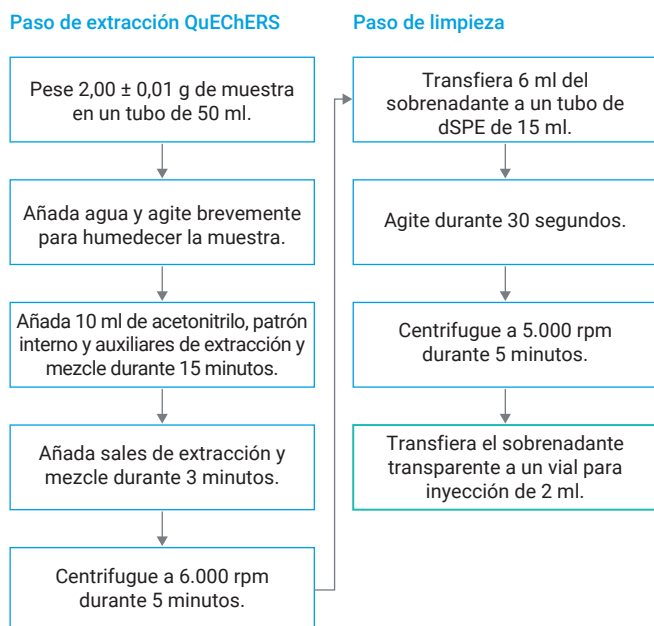 Paso de extracción QuEChERS
Pese 2,00 ± 0,01 g de muestra
en un tubo de 50 ml.
Añada agua y agite brevemente
para humedecer la muestra.
Añada 10 ml de acetonitrilo, patrón
interno y auxiliares de extracción y
mezcle durante 15 minutos.
Añada sales de extracción y
mezcle durante 3 minutos.
Centrifugue a 6.000 rpm
durante 5 minutos.
Paso de limpieza
Transfiera 6 ml del
sobrenadante a un tubo de
dSPE de 15 ml.
Agite durante 30 segundos.
Centrifugue a 5.000 rpm
durante 5 minutos.
Transfiera el sobrenadante
transparente a un vial para
inyección de 2 ml.